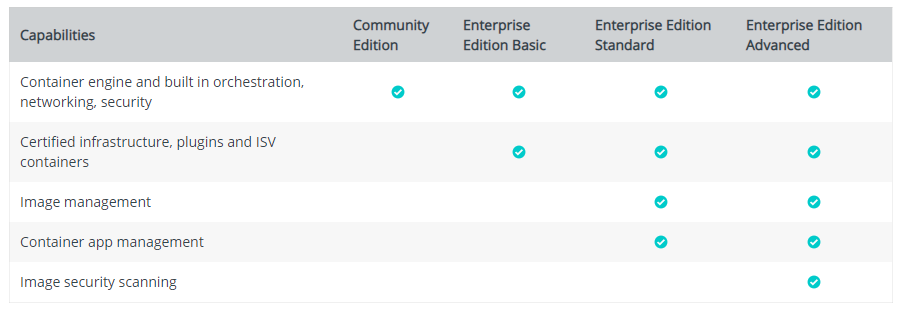 Capabilities
Community
Edition
Enterprise
Edition Basic
Enterprise Edition
Standard
Enterprise Edition
Advanced
Container engine and built in orchestration,
networking, security
Certified infrastructure, plugins and ISV
containers
Image management
Container app management
Image security scanning